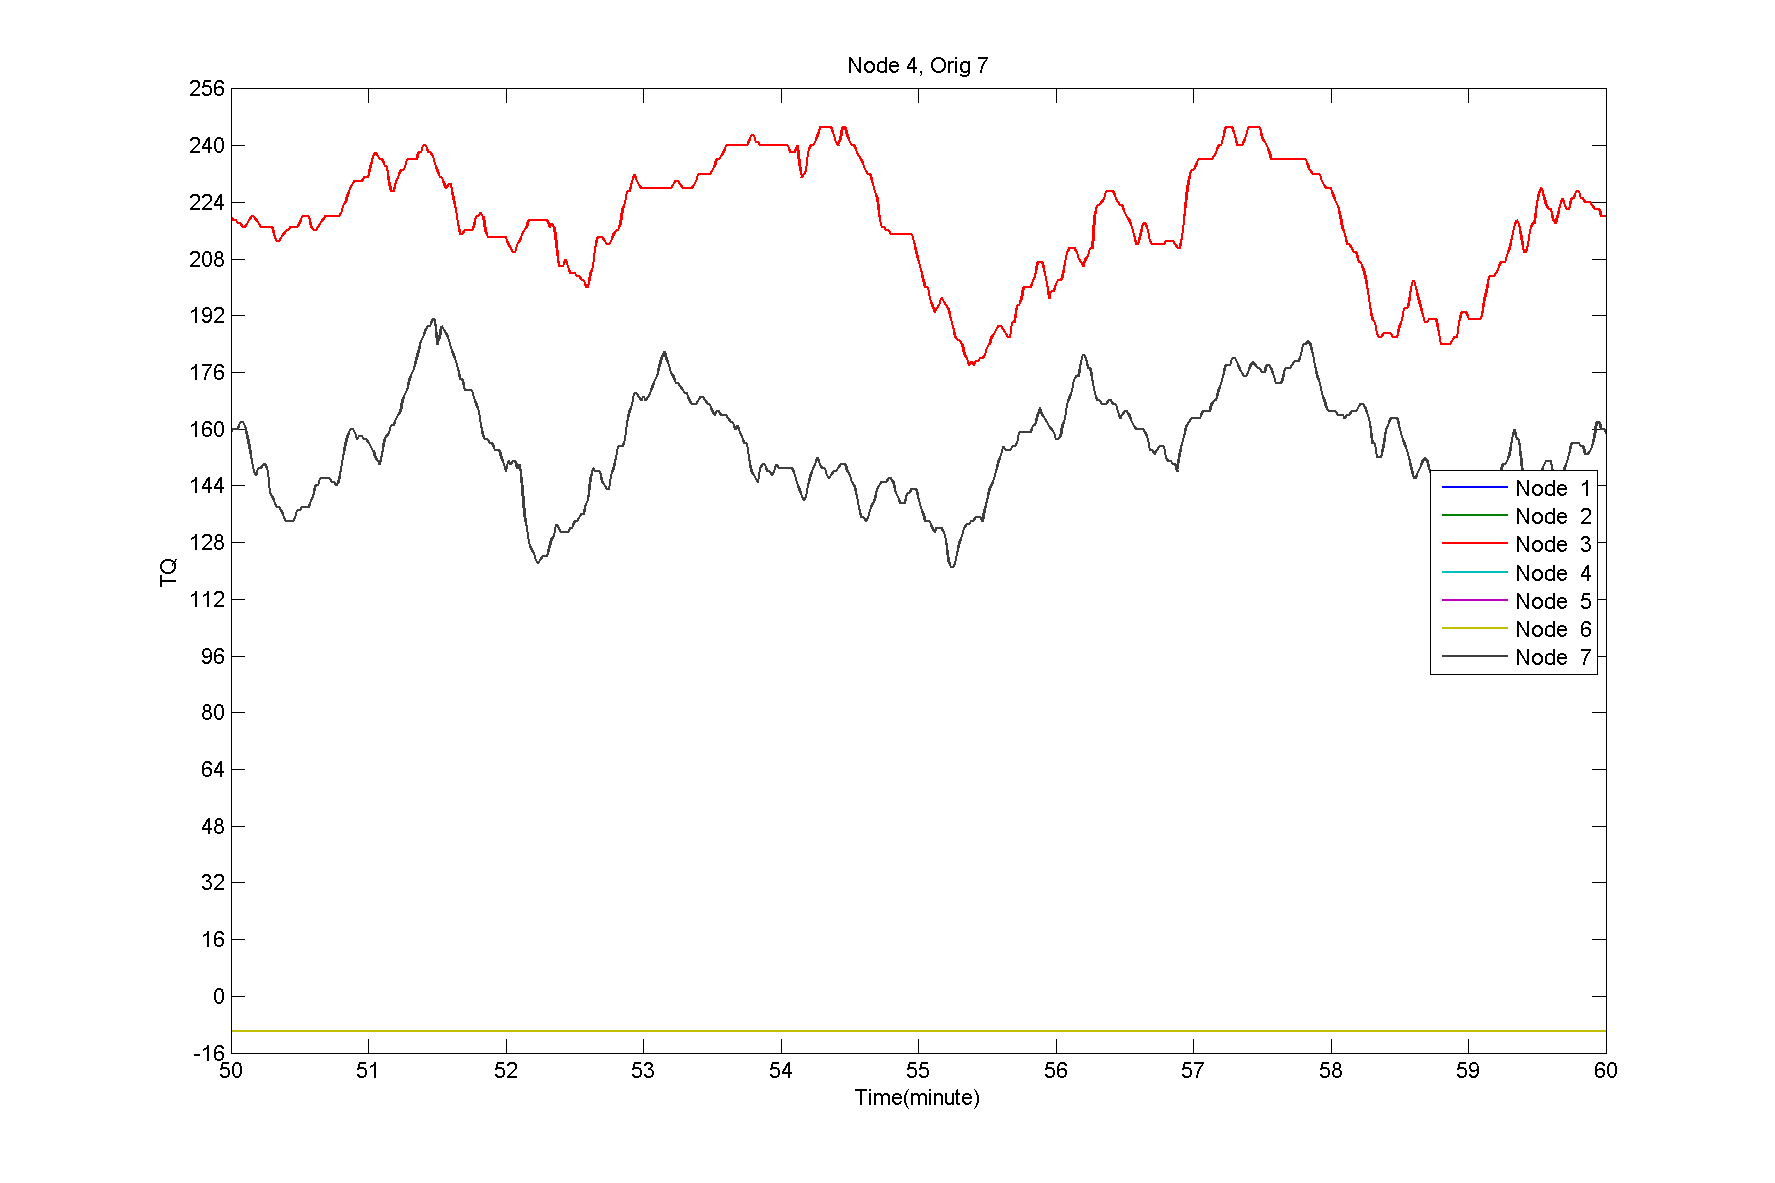 Node 4, Orig 7
256
240
224
208
192
176
160
144
128
112
96
80
64
48
32
16
0
-16
TQ
Node 1
Node 2
Node 3
Node 4
Node 5
Node 6
Node 7
50 51 52 53 54 55 56 57 58 59 60
Time(minute)